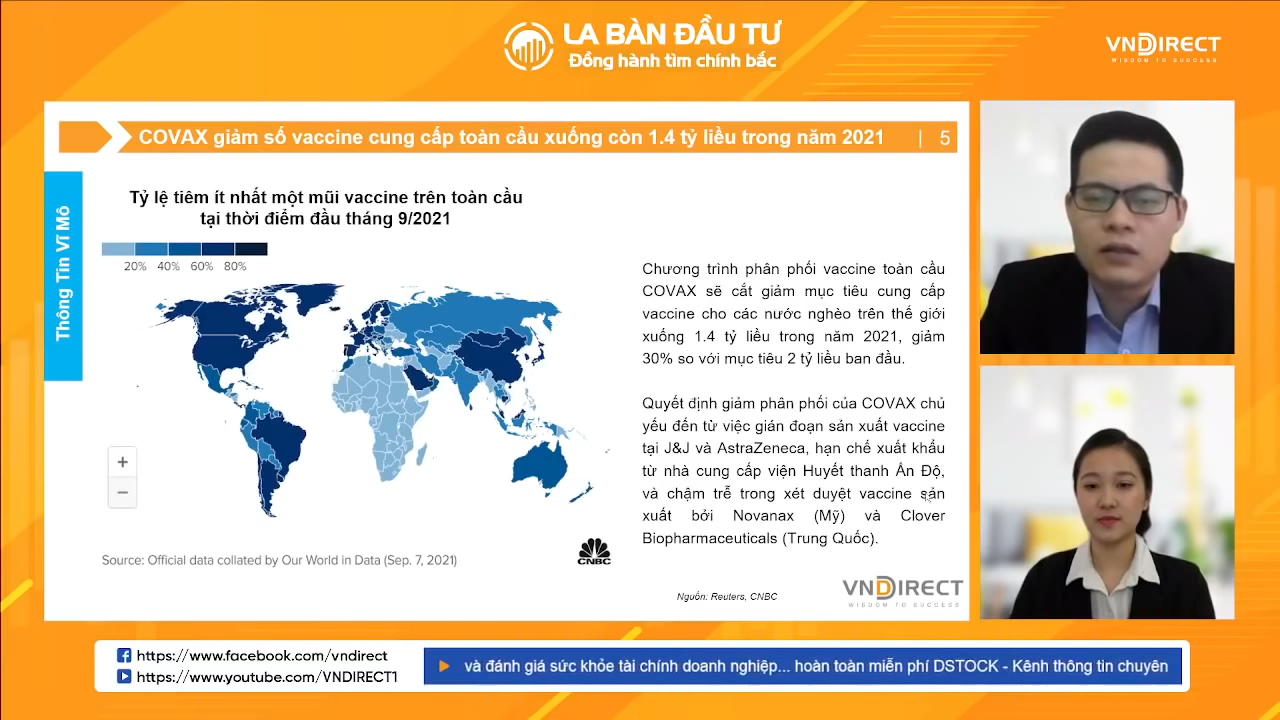 LA BÀN ĐẦU TƯ
Đồng hành tìm chính bắc
VNDIRECT
WISDOM TO SUCCESS
COVAX giảm số vaccine cung cấp toàn cầu xuống còn 1.4 tỷ liều trong năm 2021 | 5
Thông Tin Vĩ Mô
Tỷ lệ tiêm ít nhất một mũi vaccine trên toàn cầu
tại thời điểm đầu tháng 9/2021
20% 40% 60% 80%
+
−
Source: Official data collated by Our World in Data (Sep. 7, 2021)
CNBC
Chương trình phân phối vaccine toàn cầu
COVAX sẽ cắt giảm mục tiêu cung cấp
vaccine cho các nước nghèo trên thế giới
xuống 1.4 tỷ liều trong năm 2021, giảm
30% so với mục tiêu 2 tỷ liều ban đầu.
Quyết định giảm phân phối của COVAX chủ
yếu đến từ việc gián đoạn sản xuất vaccine
tại J&J và AstraZeneca, hạn chế xuất khẩu
từ nhà cung cấp viện Huyết thanh Ấn Độ,
và chậm trễ trong xét duyệt vaccine sản
xuất bởi Novanax (Mỹ) và Clover
Biopharmaceuticals (Trung Quốc).
Nguồn: Reuters, CNBC
VNDIRECT
WISDOM TO SUCCESS
https://www.facebook.com/vndirect
https://www.youtube.com/VNDIRECT1
và đánh giá sức khỏe tài chính doanh nghiệp... hoàn toàn miễn phí DSTOCK - Kênh thông tin chuyên